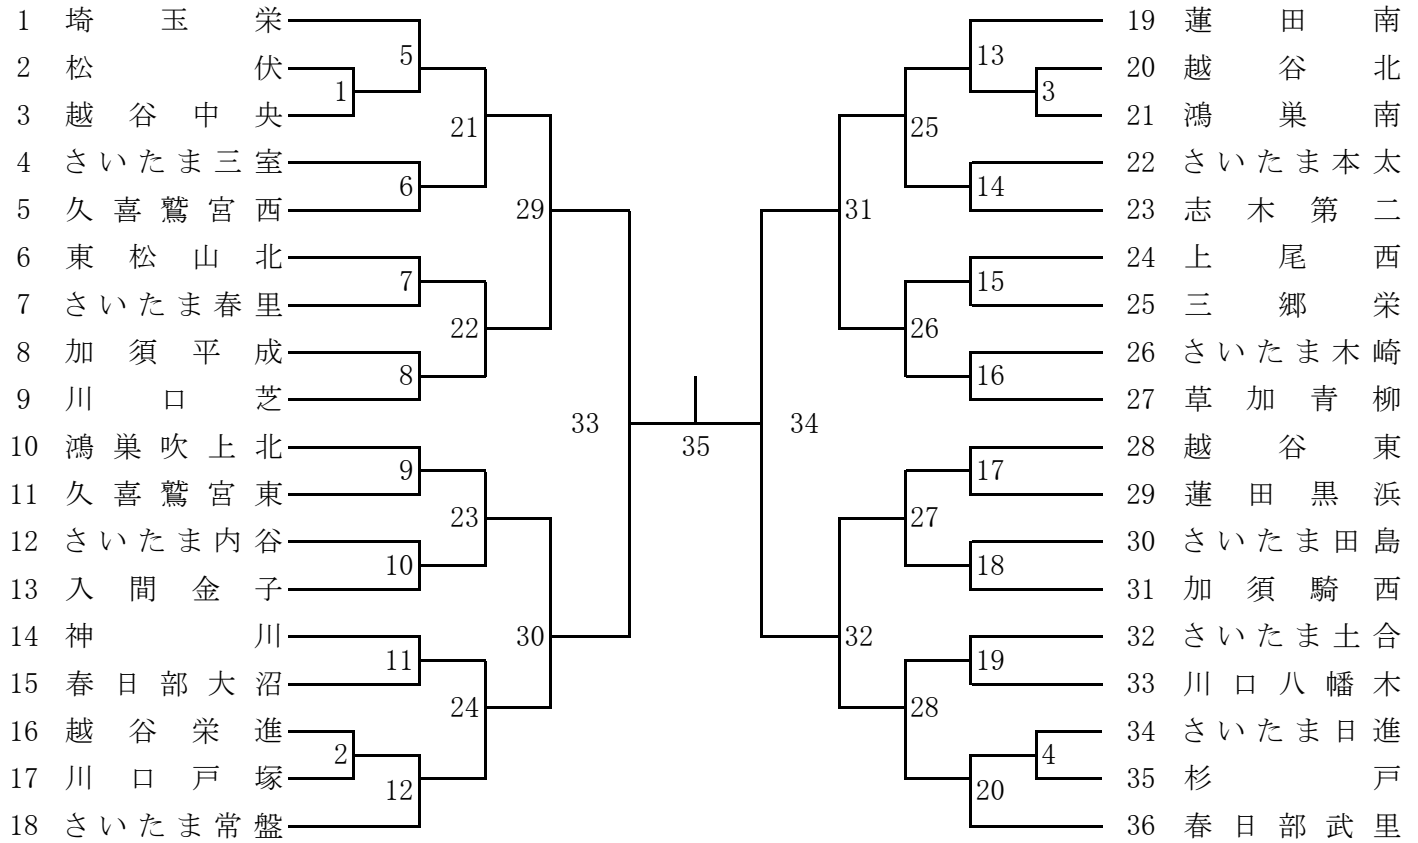 1 埼玉栄
2 松伏
3 越谷中央
4 さいたま三室
5 久喜鷲宮西
6 東松山北
7 さいたま春里
8 加須平成
9 川口芝
10 鴻巣吹上北
11 久喜鷲宮東
12 さいたま内谷
13 入間金子
14 神川
15 春日部大沼
16 越谷栄進
17 川口戸塚
18 さいたま常盤
1
2
5
6
7
8
9
10
11
12
21
22
23
24
29
30
33
35
34
31
32
25
26
27
28
13
14
15
16
17
18
19
20
3
4
19 蓮田南
20 越谷北
21 鴻巣南
22 さいたま本太
23 志木第二
24 上尾西
25 三郷栄
26 さいたま木崎
27 草加青柳
28 越谷東
29 蓮田黒浜
30 さいたま田島
31 加須騎西
32 さいたま土合
33 川口八幡木
34 さいたま日進
35 杉戸
36 春日部武里